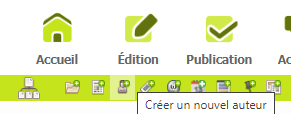 Accueil Édition Publication
Créer un nouvel auteur